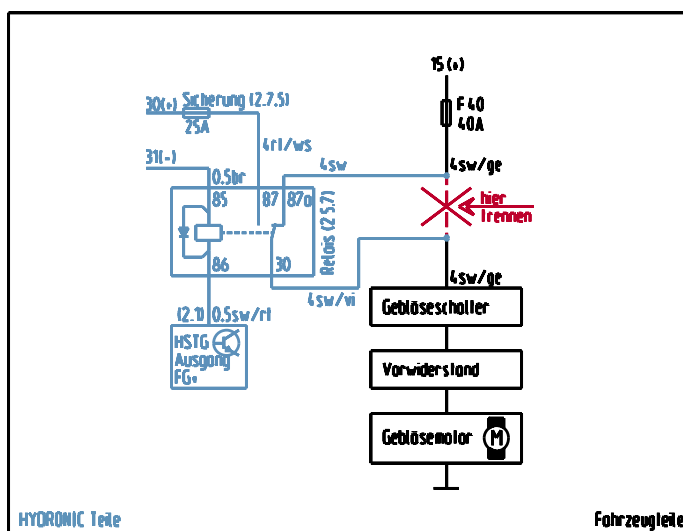 15(+)
30(+) Sicherung (2.7.5)
25A
F40
40A
4rt/ws
31(-)
4sw
4sw/ge
0.5br
85
87
87a
hier
trennen
Relais (2.5.7)
86
30
4sw/vi
4sw/ge
(2.1) 0.5sw/rt
Gebläseschalter
HSTG
Ausgang
FG+
Vorwiderstand
Gebläsemotor
M
HYDRONIC Teile
Fahrzeugteile